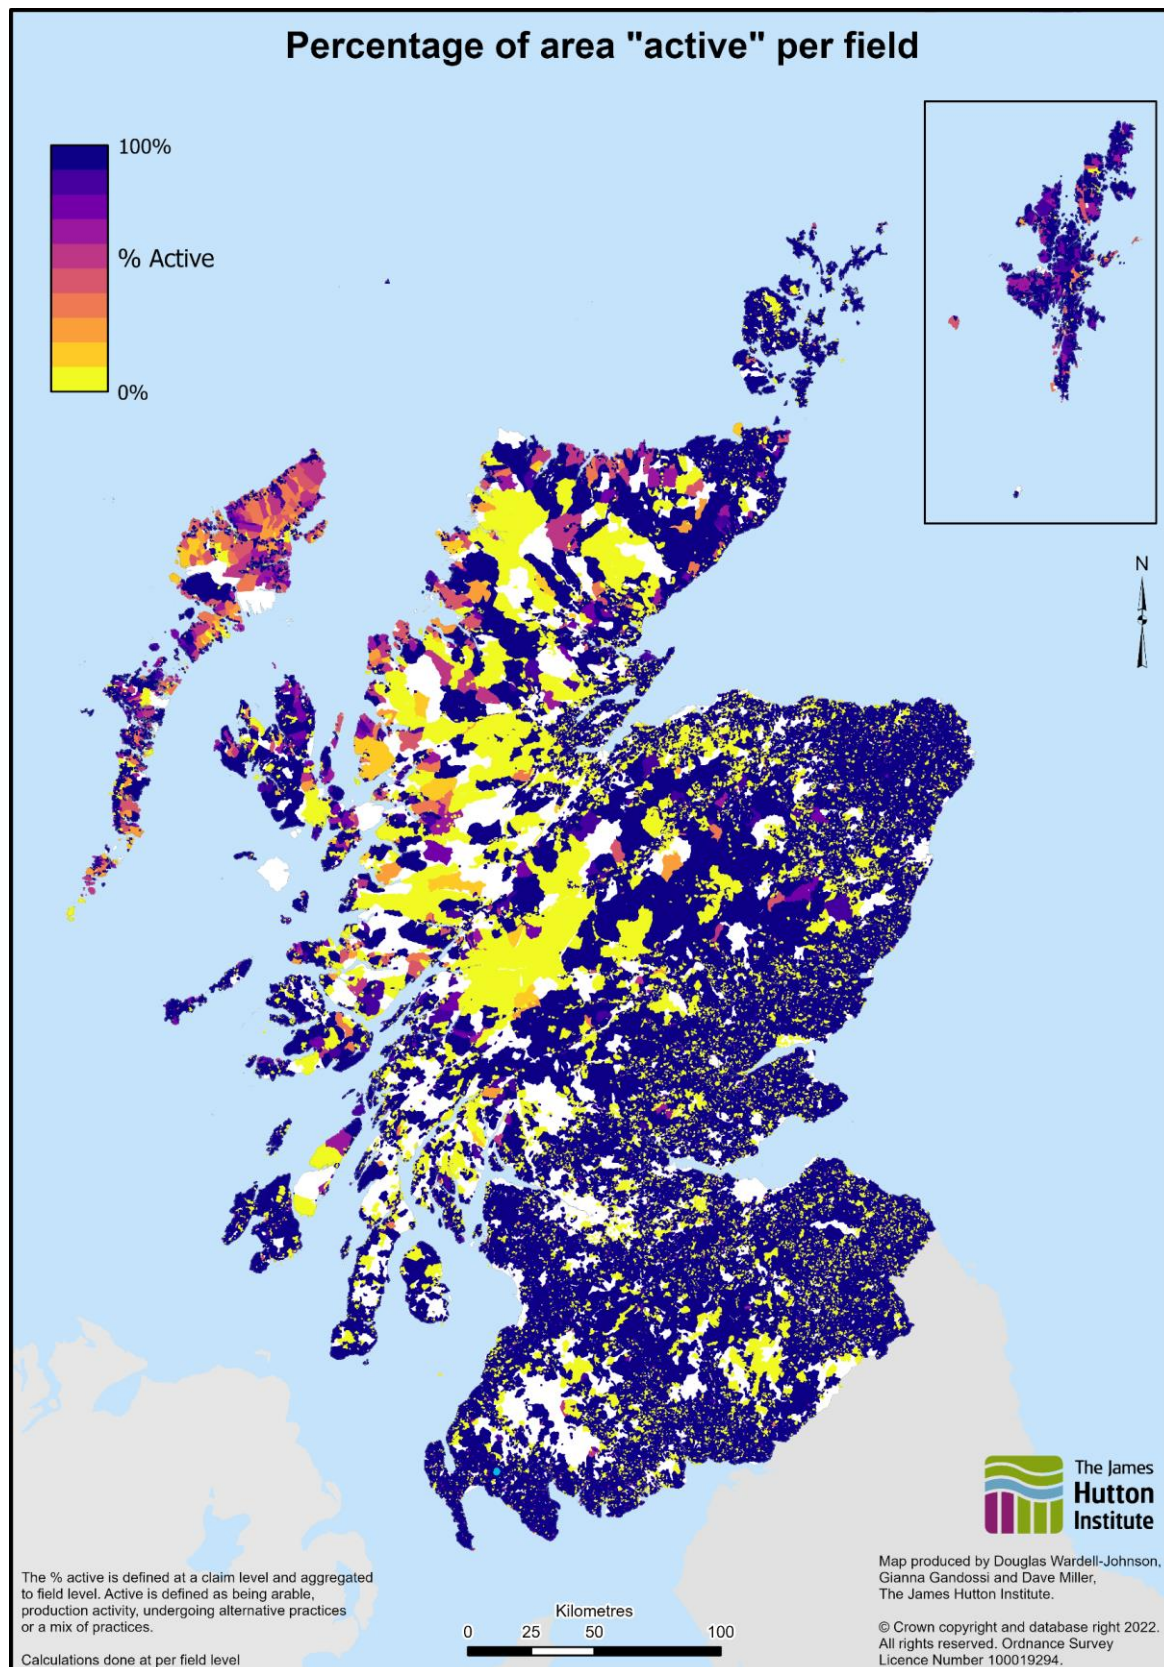 Percentage of area "active" per field
100%
% Active
0%
N
The James
Hutton
Institute
The % active is defined at a claim level and aggregated
to field level. Active is defined as being arable,
production activity, undergoing alternative practices
or a mix of practices.
Calculations done at per field level
Kilometres
0 25 50 100
Map produced by Douglas Wardell-Johnson,
Gianna Gandossi and Dave Miller,
The James Hutton Institute.
© Crown copyright and database right 2022.
All rights reserved. Ordnance Survey
Licence Number 100019294.